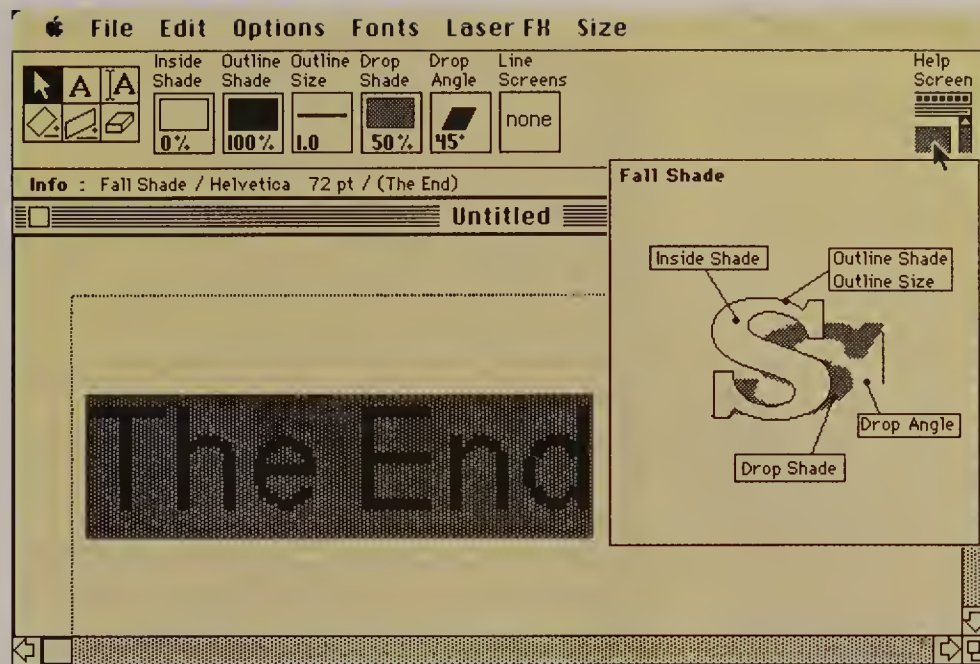 File Edit Options Fonts Laser FX Size
Inside Shade
Outline Shade
Outline Size
Drop Shade
Drop Angle
Line Screens
Help Screen
A A
0% 100% 1.0 50% 45° none
Info : Fall Shade / Helvetica 72 pt / (The End)
Untitled
The End
Fall Shade
Inside Shade
Outline Shade
Outline Size
S
Drop Angle
Drop Shade